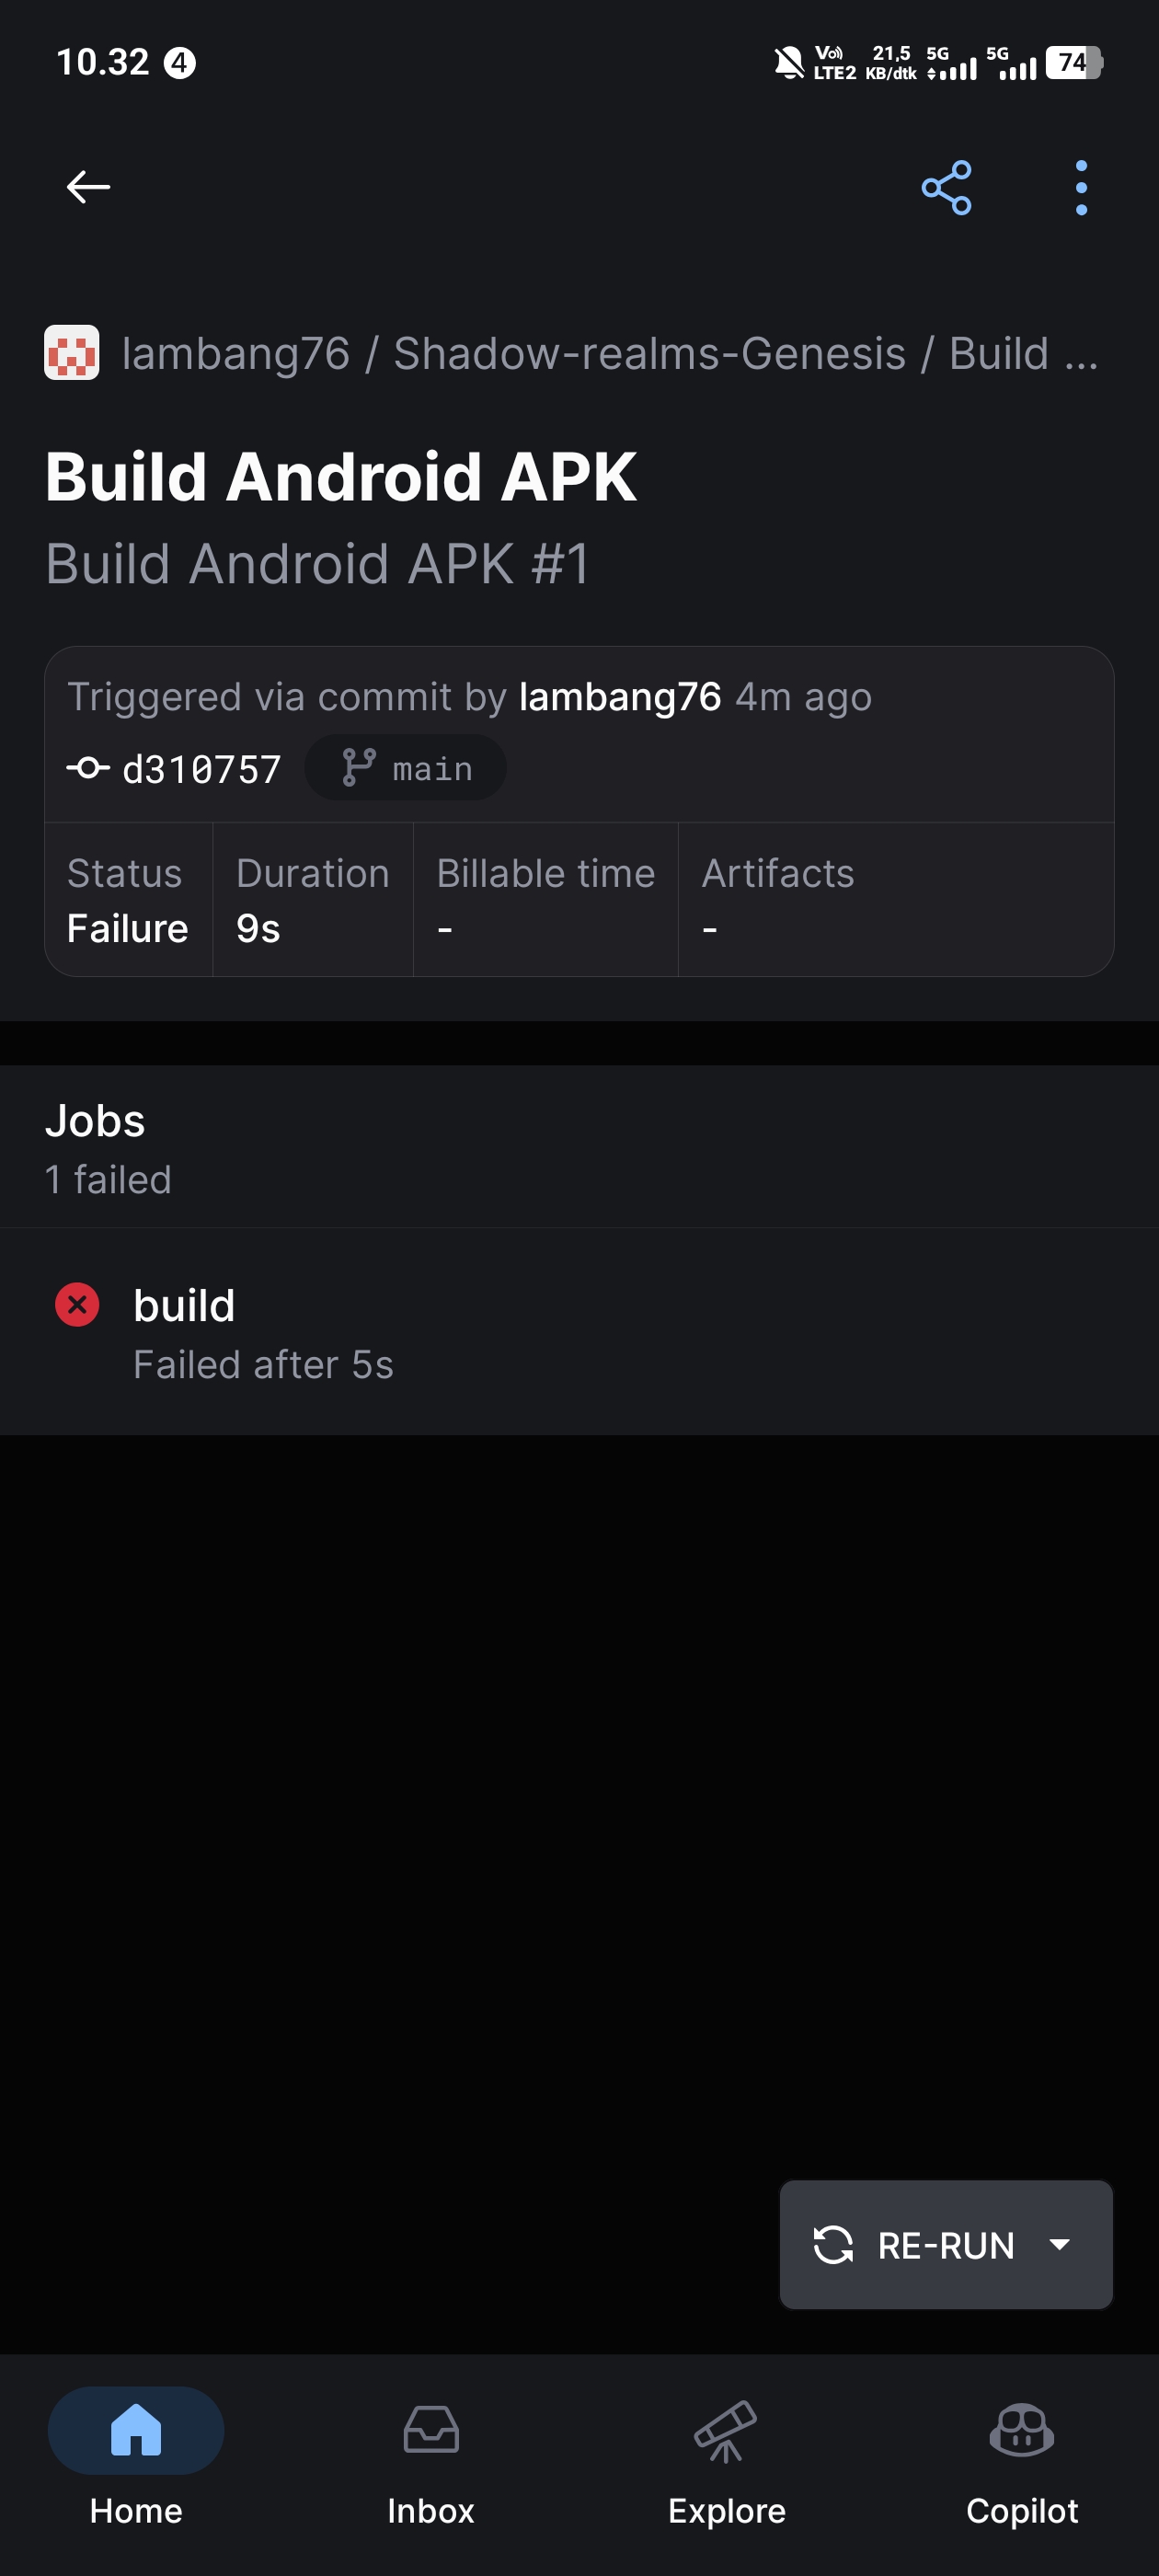 10.32 4 Vo)) LTE2 21,5 KB/dtk 5G 5G 74
lambang76 / Shadow-realms-Genesis / Build ...
Build Android APK
Build Android APK #1
Triggered via commit by lambang76 4m ago
d310757 main
Status Duration Billable time Artifacts
Failure 9s - -
Jobs
1 failed
build
Failed after 5s
RE-RUN
Home Inbox Explore Copilot